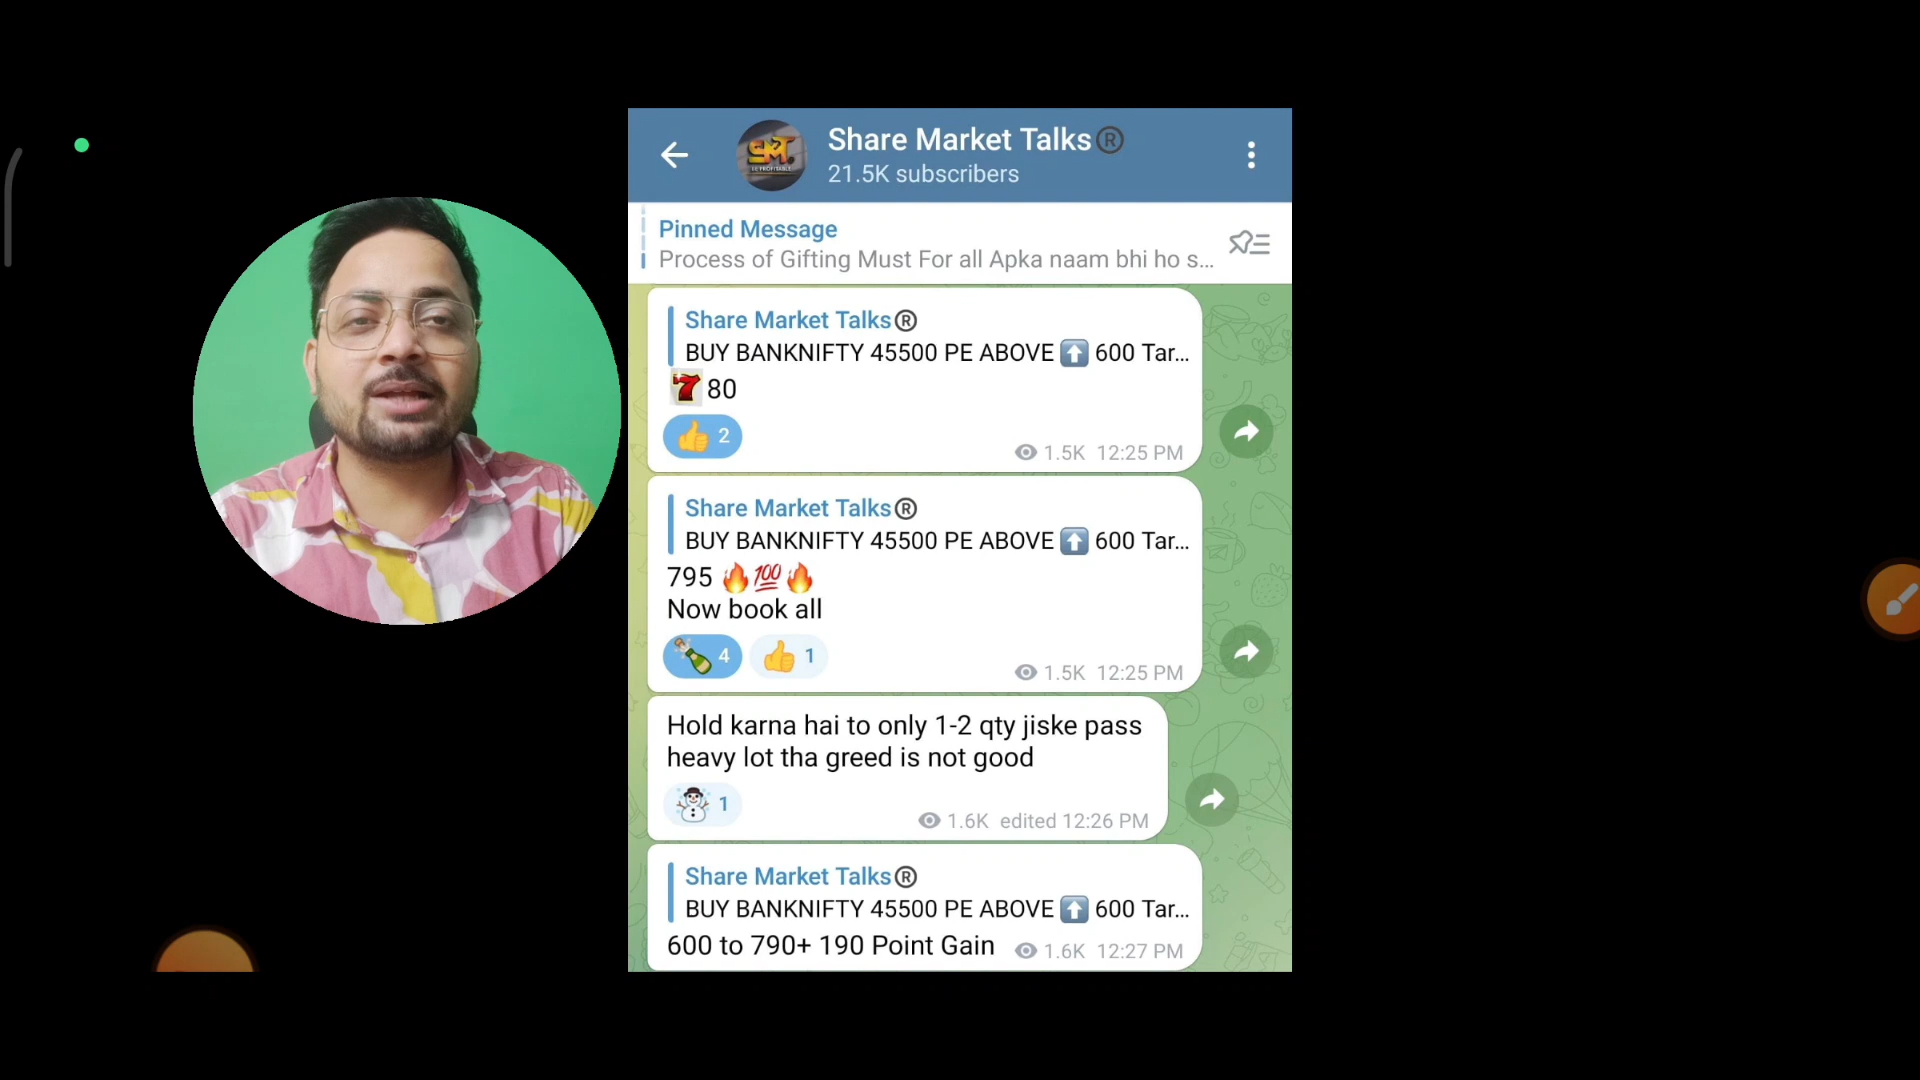 Share Market Talks®
21.5K subscribers
Pinned Message
Process of Gifting Must For all Apka naam bhi ho s...
Share Market Talks®
BUY BANKNIFTY 45500 PE ABOVE ⬆️ 600 Tar...
7 80
👍 2
1.5K 12:25 PM
Share Market Talks®
BUY BANKNIFTY 45500 PE ABOVE ⬆️ 600 Tar...
795 🔥💯🔥
Now book all
🍾 4 👍 1
1.5K 12:25 PM
Hold karna hai to only 1-2 qty jiske pass
heavy lot tha greed is not good
☃️ 1
1.6K edited 12:26 PM
Share Market Talks®
BUY BANKNIFTY 45500 PE ABOVE ⬆️ 600 Tar...
600 to 790+ 190 Point Gain 1.6K 12:27 PM